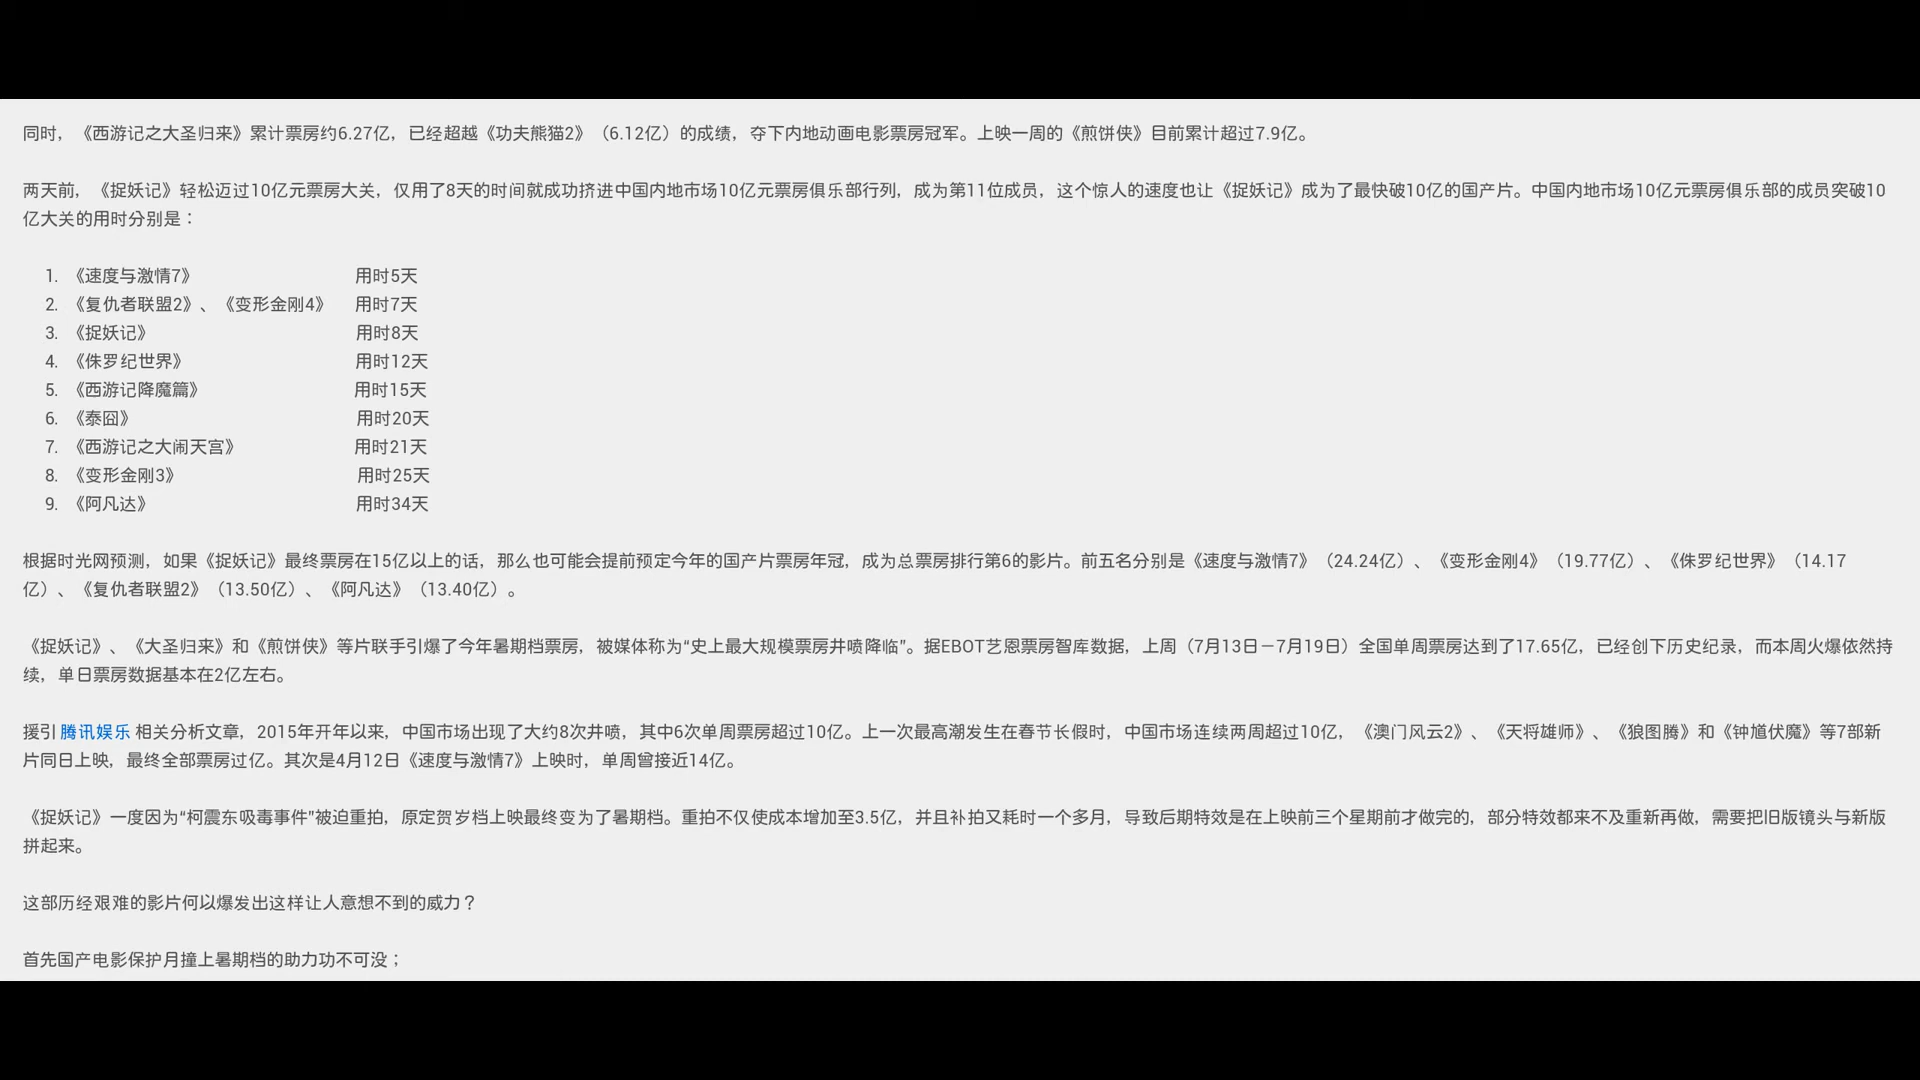 同时，《西游记之大圣归来》累计票房约6.27亿，已经超越《功夫熊猫2》（6.12亿）的成绩，夺下内地动画电影票房冠军。上映一周的《煎饼侠》目前累计超过7.9亿。
两天前，《捉妖记》轻松迈过10亿元票房大关，仅用了8天的时间就成功挤进中国内地市场10亿元票房俱乐部行列，成为第11位成员，这个惊人的速度也让《捉妖记》成为了最快破10亿的国产片。中国内地市场10亿元票房俱乐部的成员突破10
亿大关的用时分别是：
1. 《速度与激情7》 用时5天
2. 《复仇者联盟2》、《变形金刚4》 用时7天
3. 《捉妖记》 用时8天
4. 《侏罗纪世界》 用时12天
5. 《西游记降魔篇》 用时15天
6. 《泰囧》 用时20天
7. 《西游记之大闹天宫》 用时21天
8. 《变形金刚3》 用时25天
9. 《阿凡达》 用时34天
根据时光网预测，如果《捉妖记》最终票房在15亿以上的话，那么也可能会提前预定今年的国产片票房年冠，成为总票房排行第6的影片。前五名分别是《速度与激情7》（24.24亿）、《变形金刚4》（19.77亿）、《侏罗纪世界》（14.17
亿）、《复仇者联盟2》（13.50亿）、《阿凡达》（13.40亿）。
《捉妖记》、《大圣归来》和《煎饼侠》等片联手引爆了今年暑期档票房，被媒体称为“史上最大规模票房井喷降临”。据EBOT艺恩票房智库数据，上周（7月13日－7月19日）全国单周票房达到了17.65亿，已经创下历史纪录，而本周火爆依然持
续，单日票房数据基本在2亿左右。
援引 腾讯娱乐 相关分析文章，2015年开年以来，中国市场出现了大约8次井喷，其中6次单周票房超过10亿。上一次最高潮发生在春节长假时，中国市场连续两周超过10亿，《澳门风云2》、《天将雄师》、《狼图腾》和《钟馗伏魔》等7部新
片同日上映，最终全部票房过亿。其次是4月12日《速度与激情7》上映时，单周曾接近14亿。
《捉妖记》一度因为“柯震东吸毒事件”被迫重拍，原定贺岁档上映最终变为了暑期档。重拍不仅使成本增加至3.5亿，并且补拍又耗时一个多月，导致后期特效是在上映前三个星期前才做完的，部分特效都来不及重新再做，需要把旧版镜头与新版
拼起来。
这部历经艰难的影片何以爆发出这样让人意想不到的威力？
首先国产电影保护月撞上暑期档的助力功不可没；